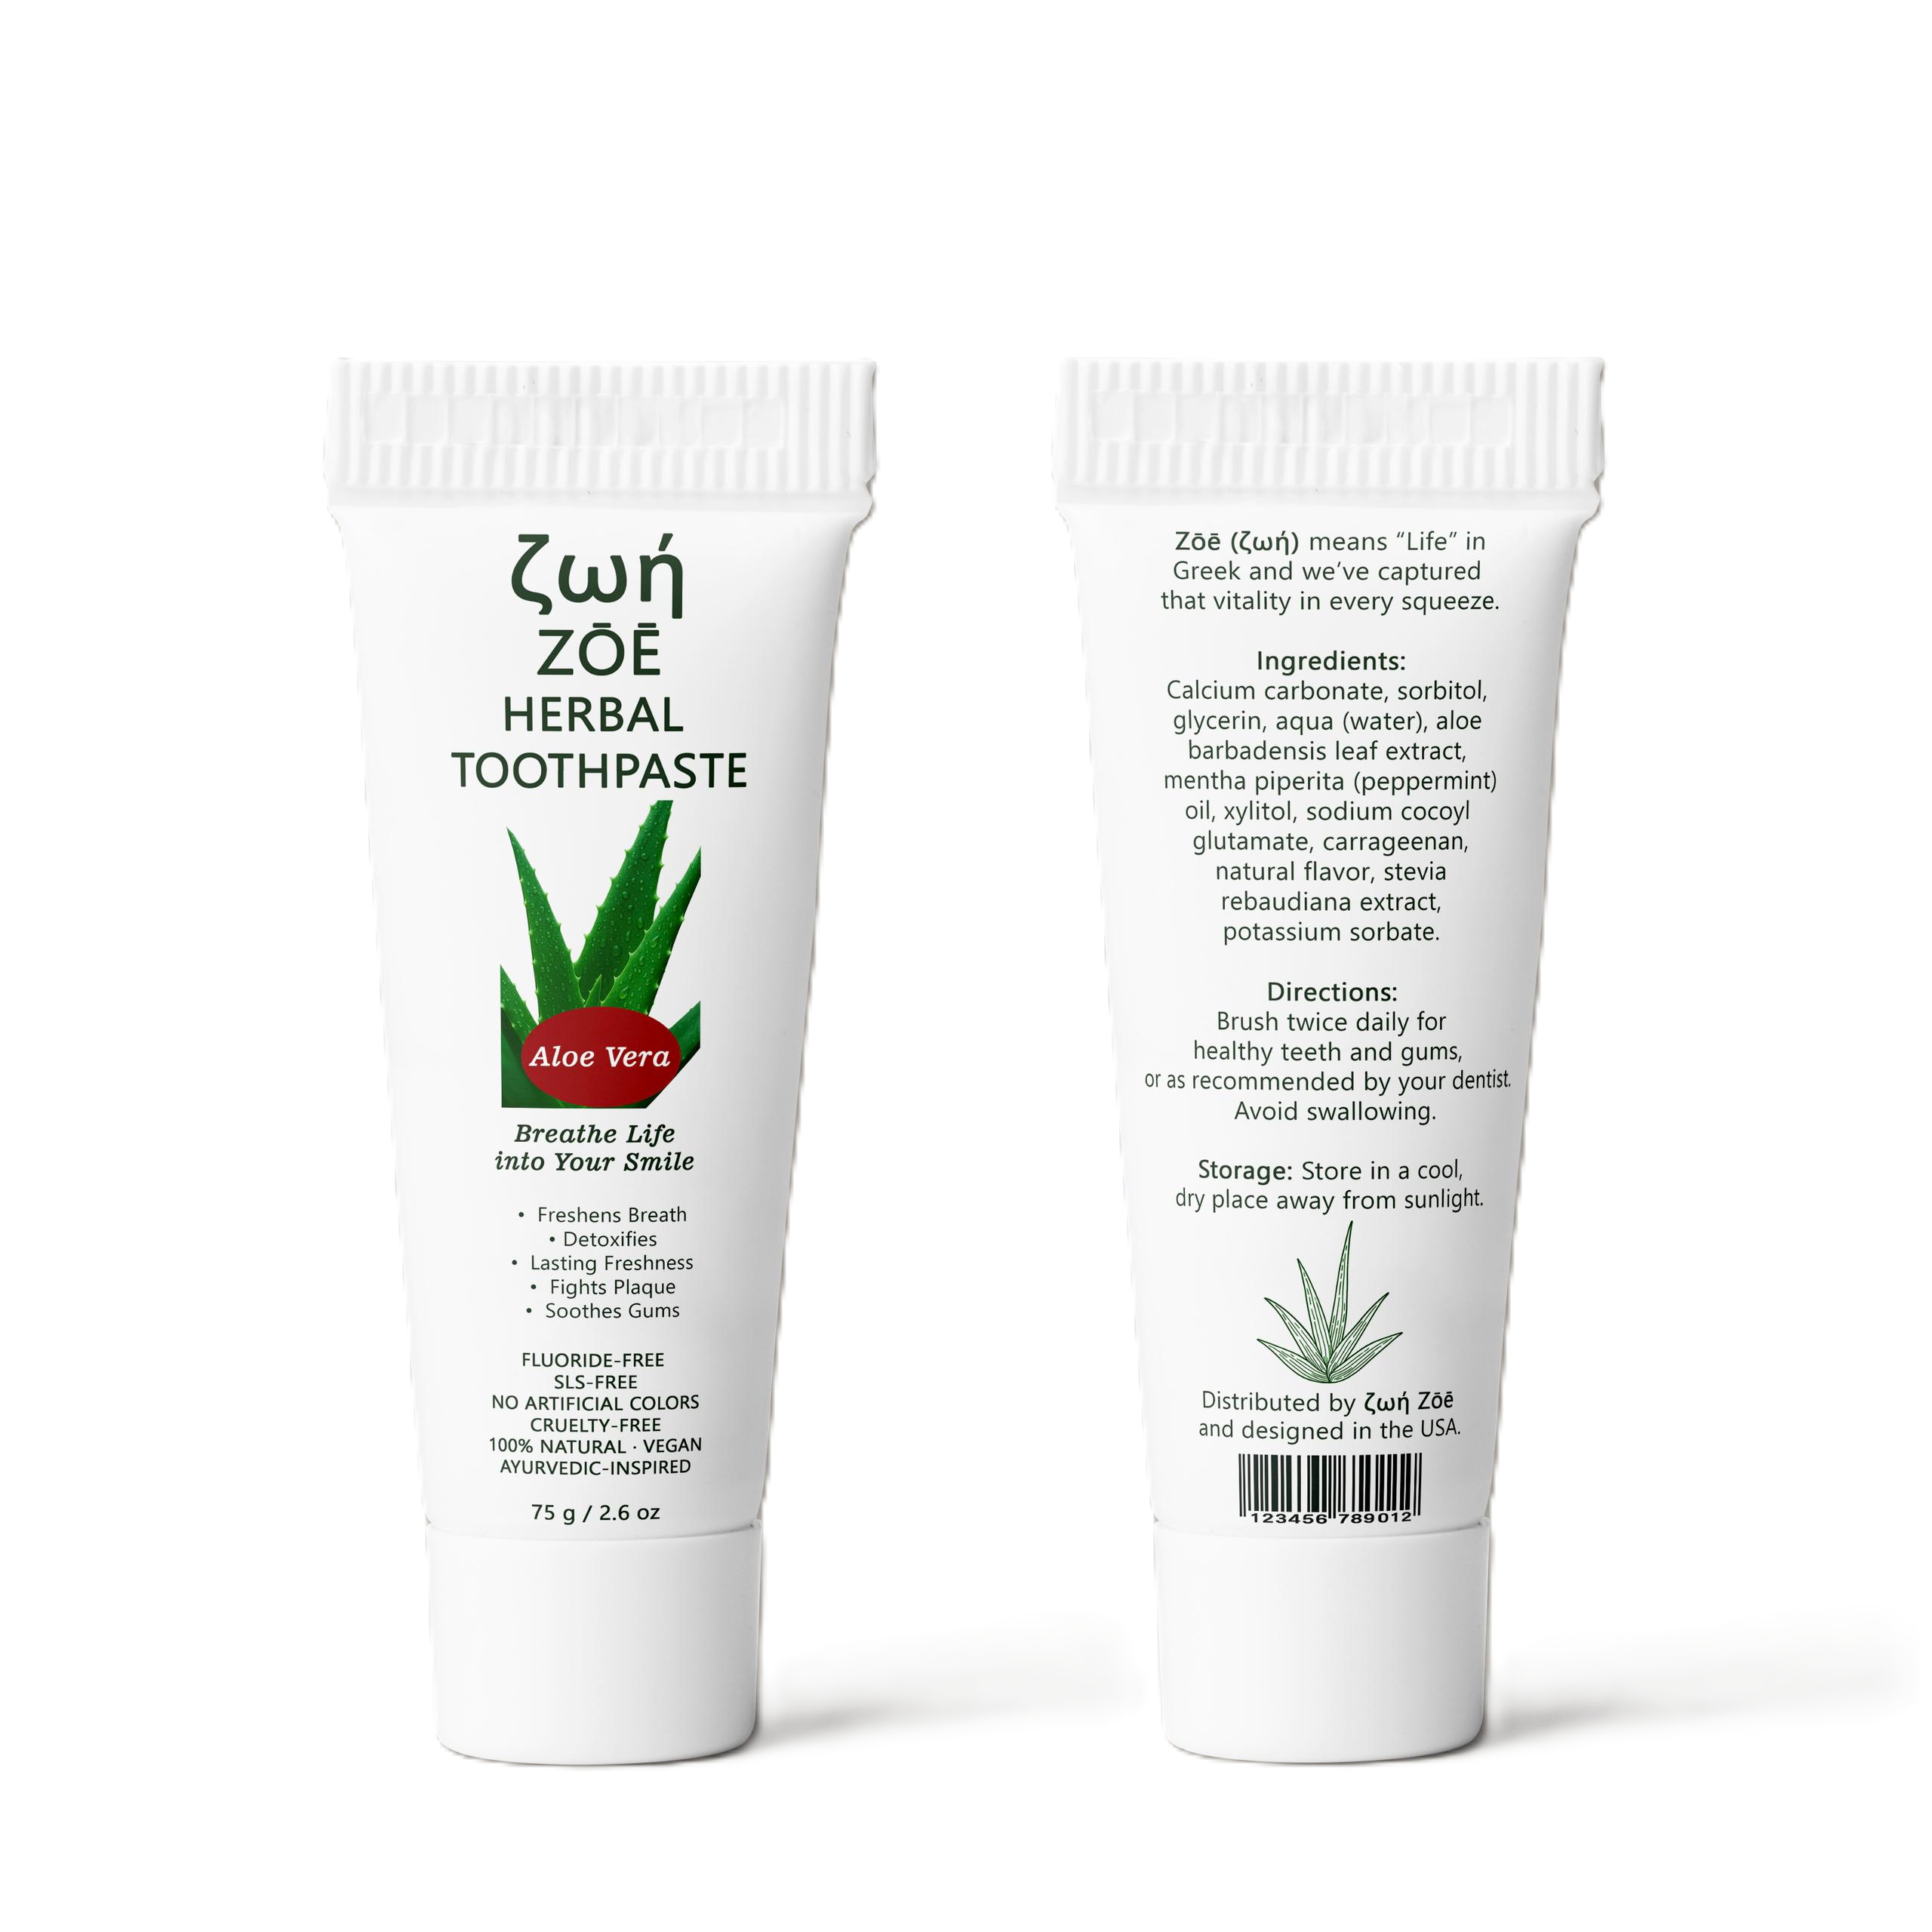 ζωή
ZŌĒ
HERBAL
TOOTHPASTE
Aloe Vera
Breathe Life
into Your Smile
• Freshens Breath
• Detoxifies
• Lasting Freshness
• Fights Plaque
• Soothes Gums
FLUORIDE-FREE
SLS-FREE
NO ARTIFICIAL COLORS
CRUELTY-FREE
100% NATURAL · VEGAN
AYURVEDIC-INSPIRED
75 g / 2.6 oz
Zōē (ζωή) means “Life” in
Greek and we’ve captured
that vitality in every squeeze.
Ingredients:
Calcium carbonate, sorbitol,
glycerin, aqua (water), aloe
barbadensis leaf extract,
mentha piperita (peppermint)
oil, xylitol, sodium cocoyl
glutamate, carrageenan,
natural flavor, stevia
rebaudiana extract,
potassium sorbate.
Directions:
Brush twice daily for
healthy teeth and gums,
or as recommended by your dentist.
Avoid swallowing.
Storage: Store in a cool,
dry place away from sunlight.
Distributed by ζωή Zōē
and designed in the USA.
123456 789012